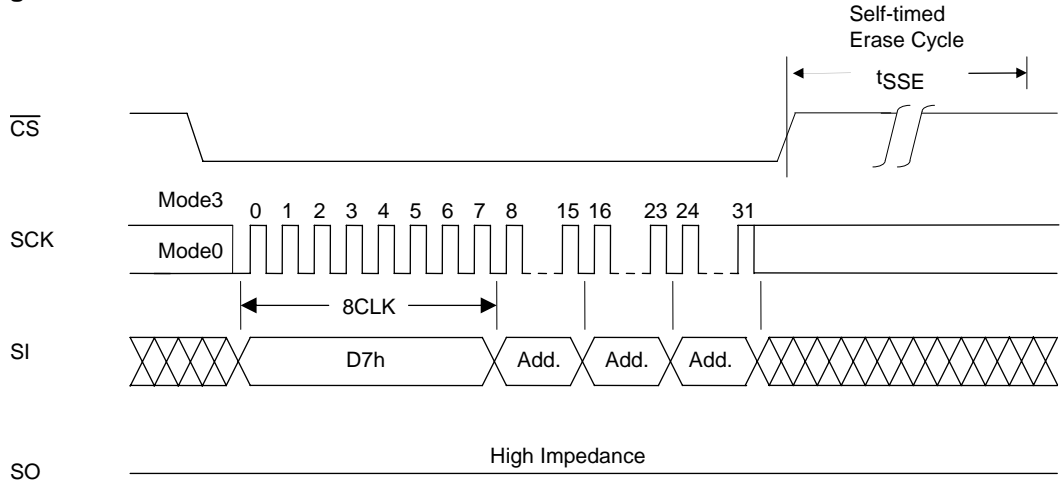 Self-timed
Erase Cycle
tSSE
CS
Mode3
0 1 2 3 4 5 6 7 8 15 16 23 24 31
SCK
Mode0
8CLK
SI
D7h Add. Add. Add.
High Impedance
SO